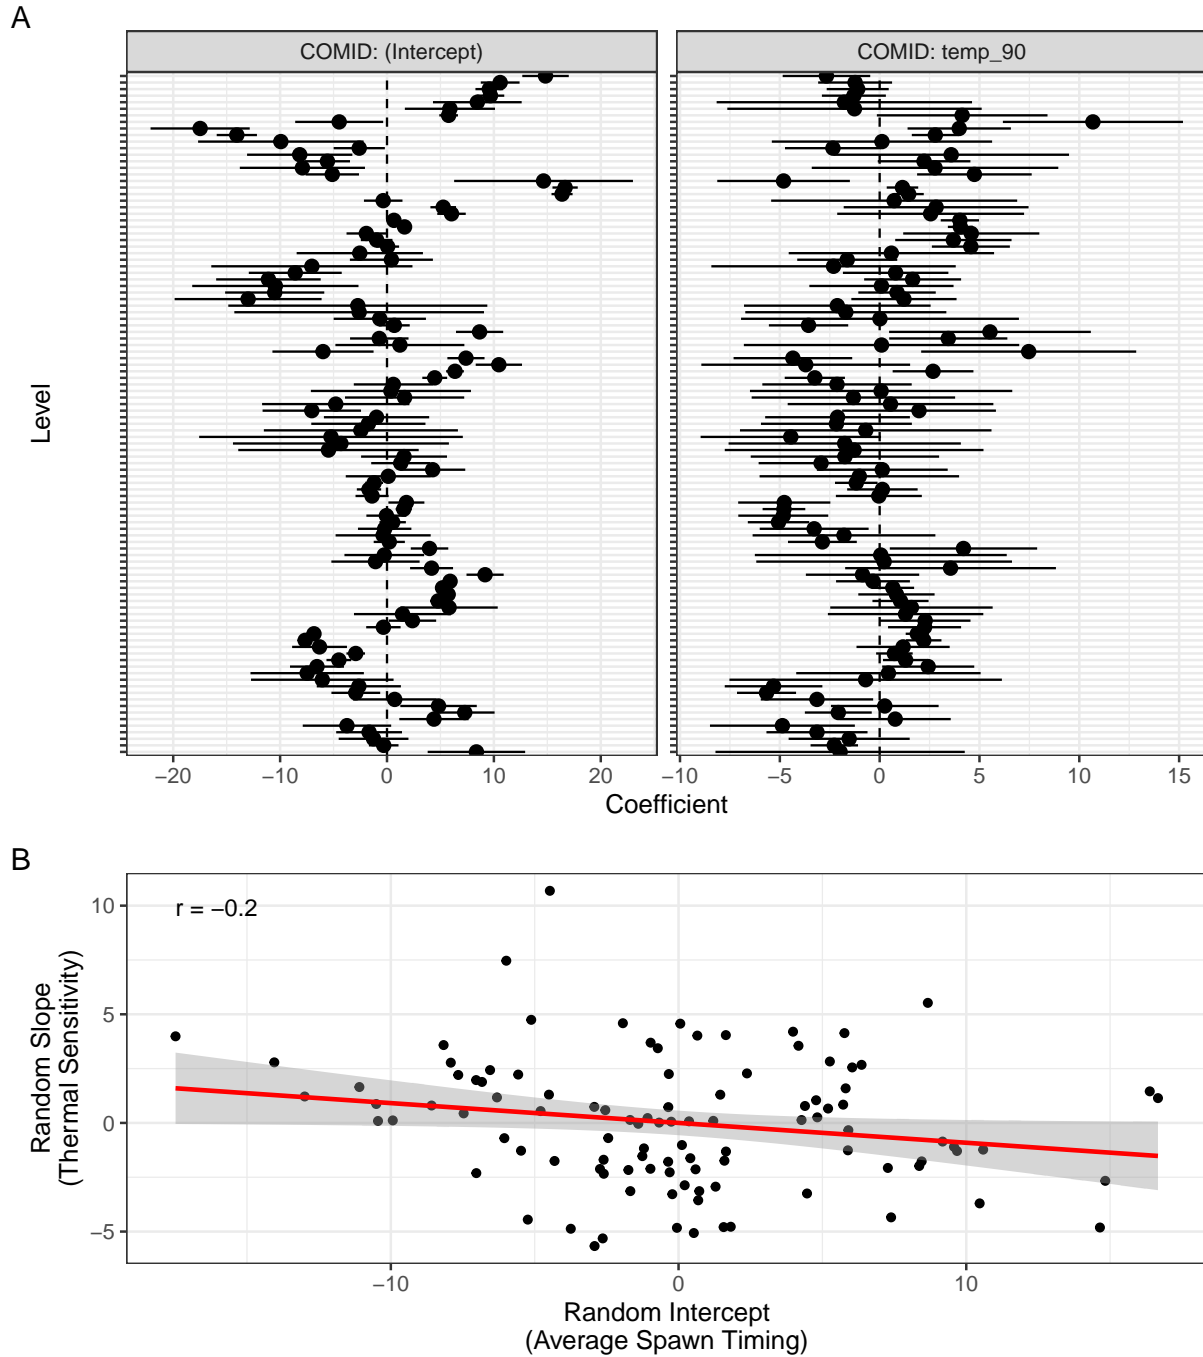 A
COMID: (Intercept)
COMID: temp_90
Level
−20
−10
0
10
20
−10
−5
0
5
10
15
Coefficient
B
r = −0.2
Random Slope
(Thermal Sensitivity)
10
5
0
−5
−10
0
10
Random Intercept
(Average Spawn Timing)